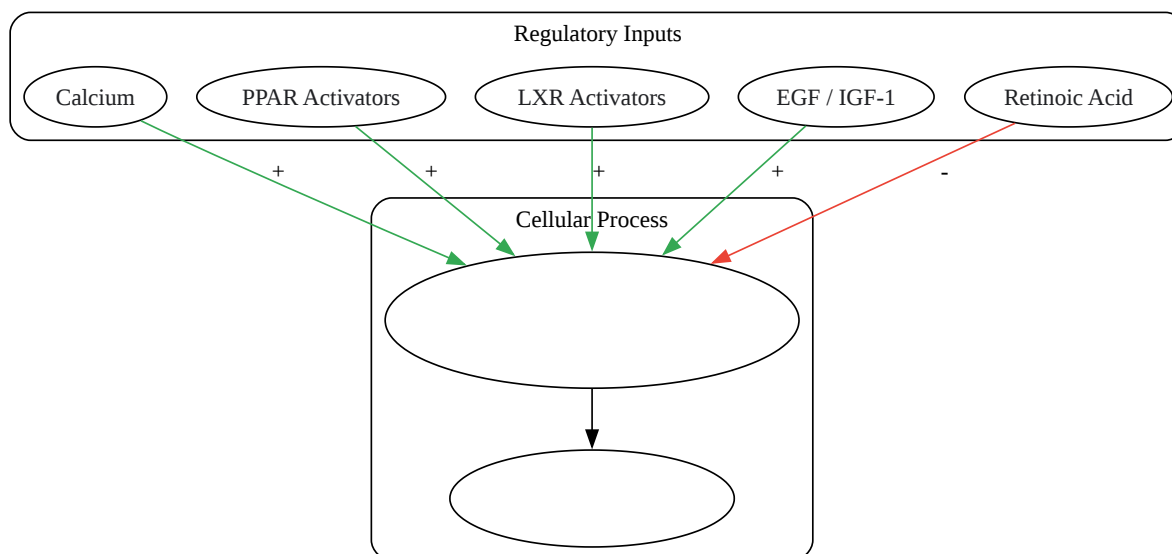 Regulatory Inputs
Calcium
PPAR Activators
LXR Activators
EGF / IGF-1
Retinoic Acid
+
+
+
+
-
Cellular Process